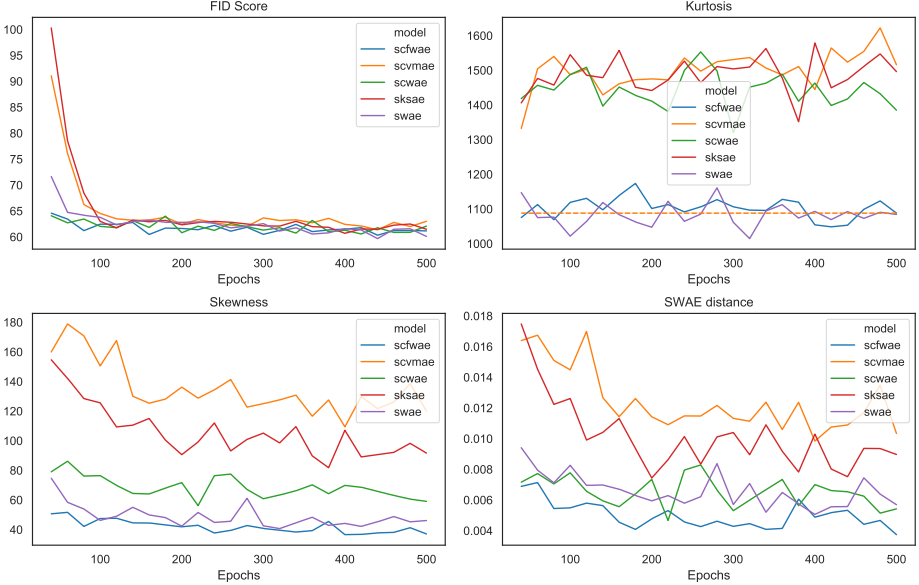 FID Score
100
95
90
85
80
75
70
65
60
100
200
300
400
500
Epochs
model
scfwae
scvmae
scwae
sksae
swae
Kurtosis
1600
1500
1400
1300
1200
1100
1000
100
200
300
400
500
Epochs
model
scfwae
scvmae
scwae
sksae
swae
Skewness
180
160
140
120
100
80
60
40
100
200
300
400
500
Epochs
model
scfwae
scvmae
scwae
sksae
swae
SWAE distance
0.018
0.016
0.014
0.012
0.010
0.008
0.006
0.004
100
200
300
400
500
Epochs
model
scfwae
scvmae
scwae
sksae
swae